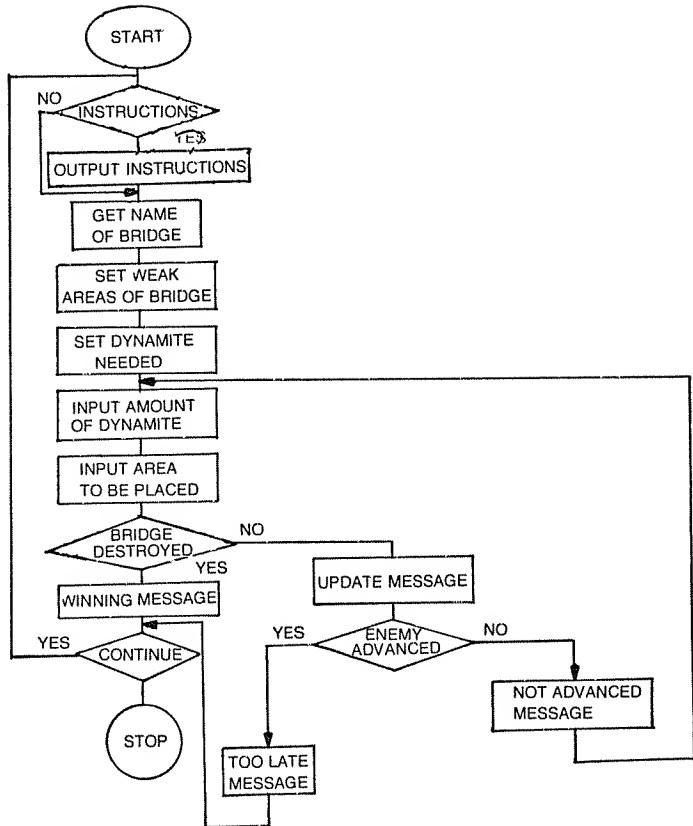 START
NO
INSTRUCTIONS
YES
OUTPUT INSTRUCTIONS
GET NAME
OF BRIDGE
SET WEAK
AREAS OF BRIDGE
SET DYNAMITE
NEEDED
INPUT AMOUNT
OF DYNAMITE
INPUT AREA
TO BE PLACED
BRIDGE
DESTROYED
NO
YES
UPDATE MESSAGE
WINNING MESSAGE
YES
CONTINUE
YES
ENEMY
ADVANCED
NO
NOT ADVANCED
MESSAGE
STOP
TOO LATE
MESSAGE